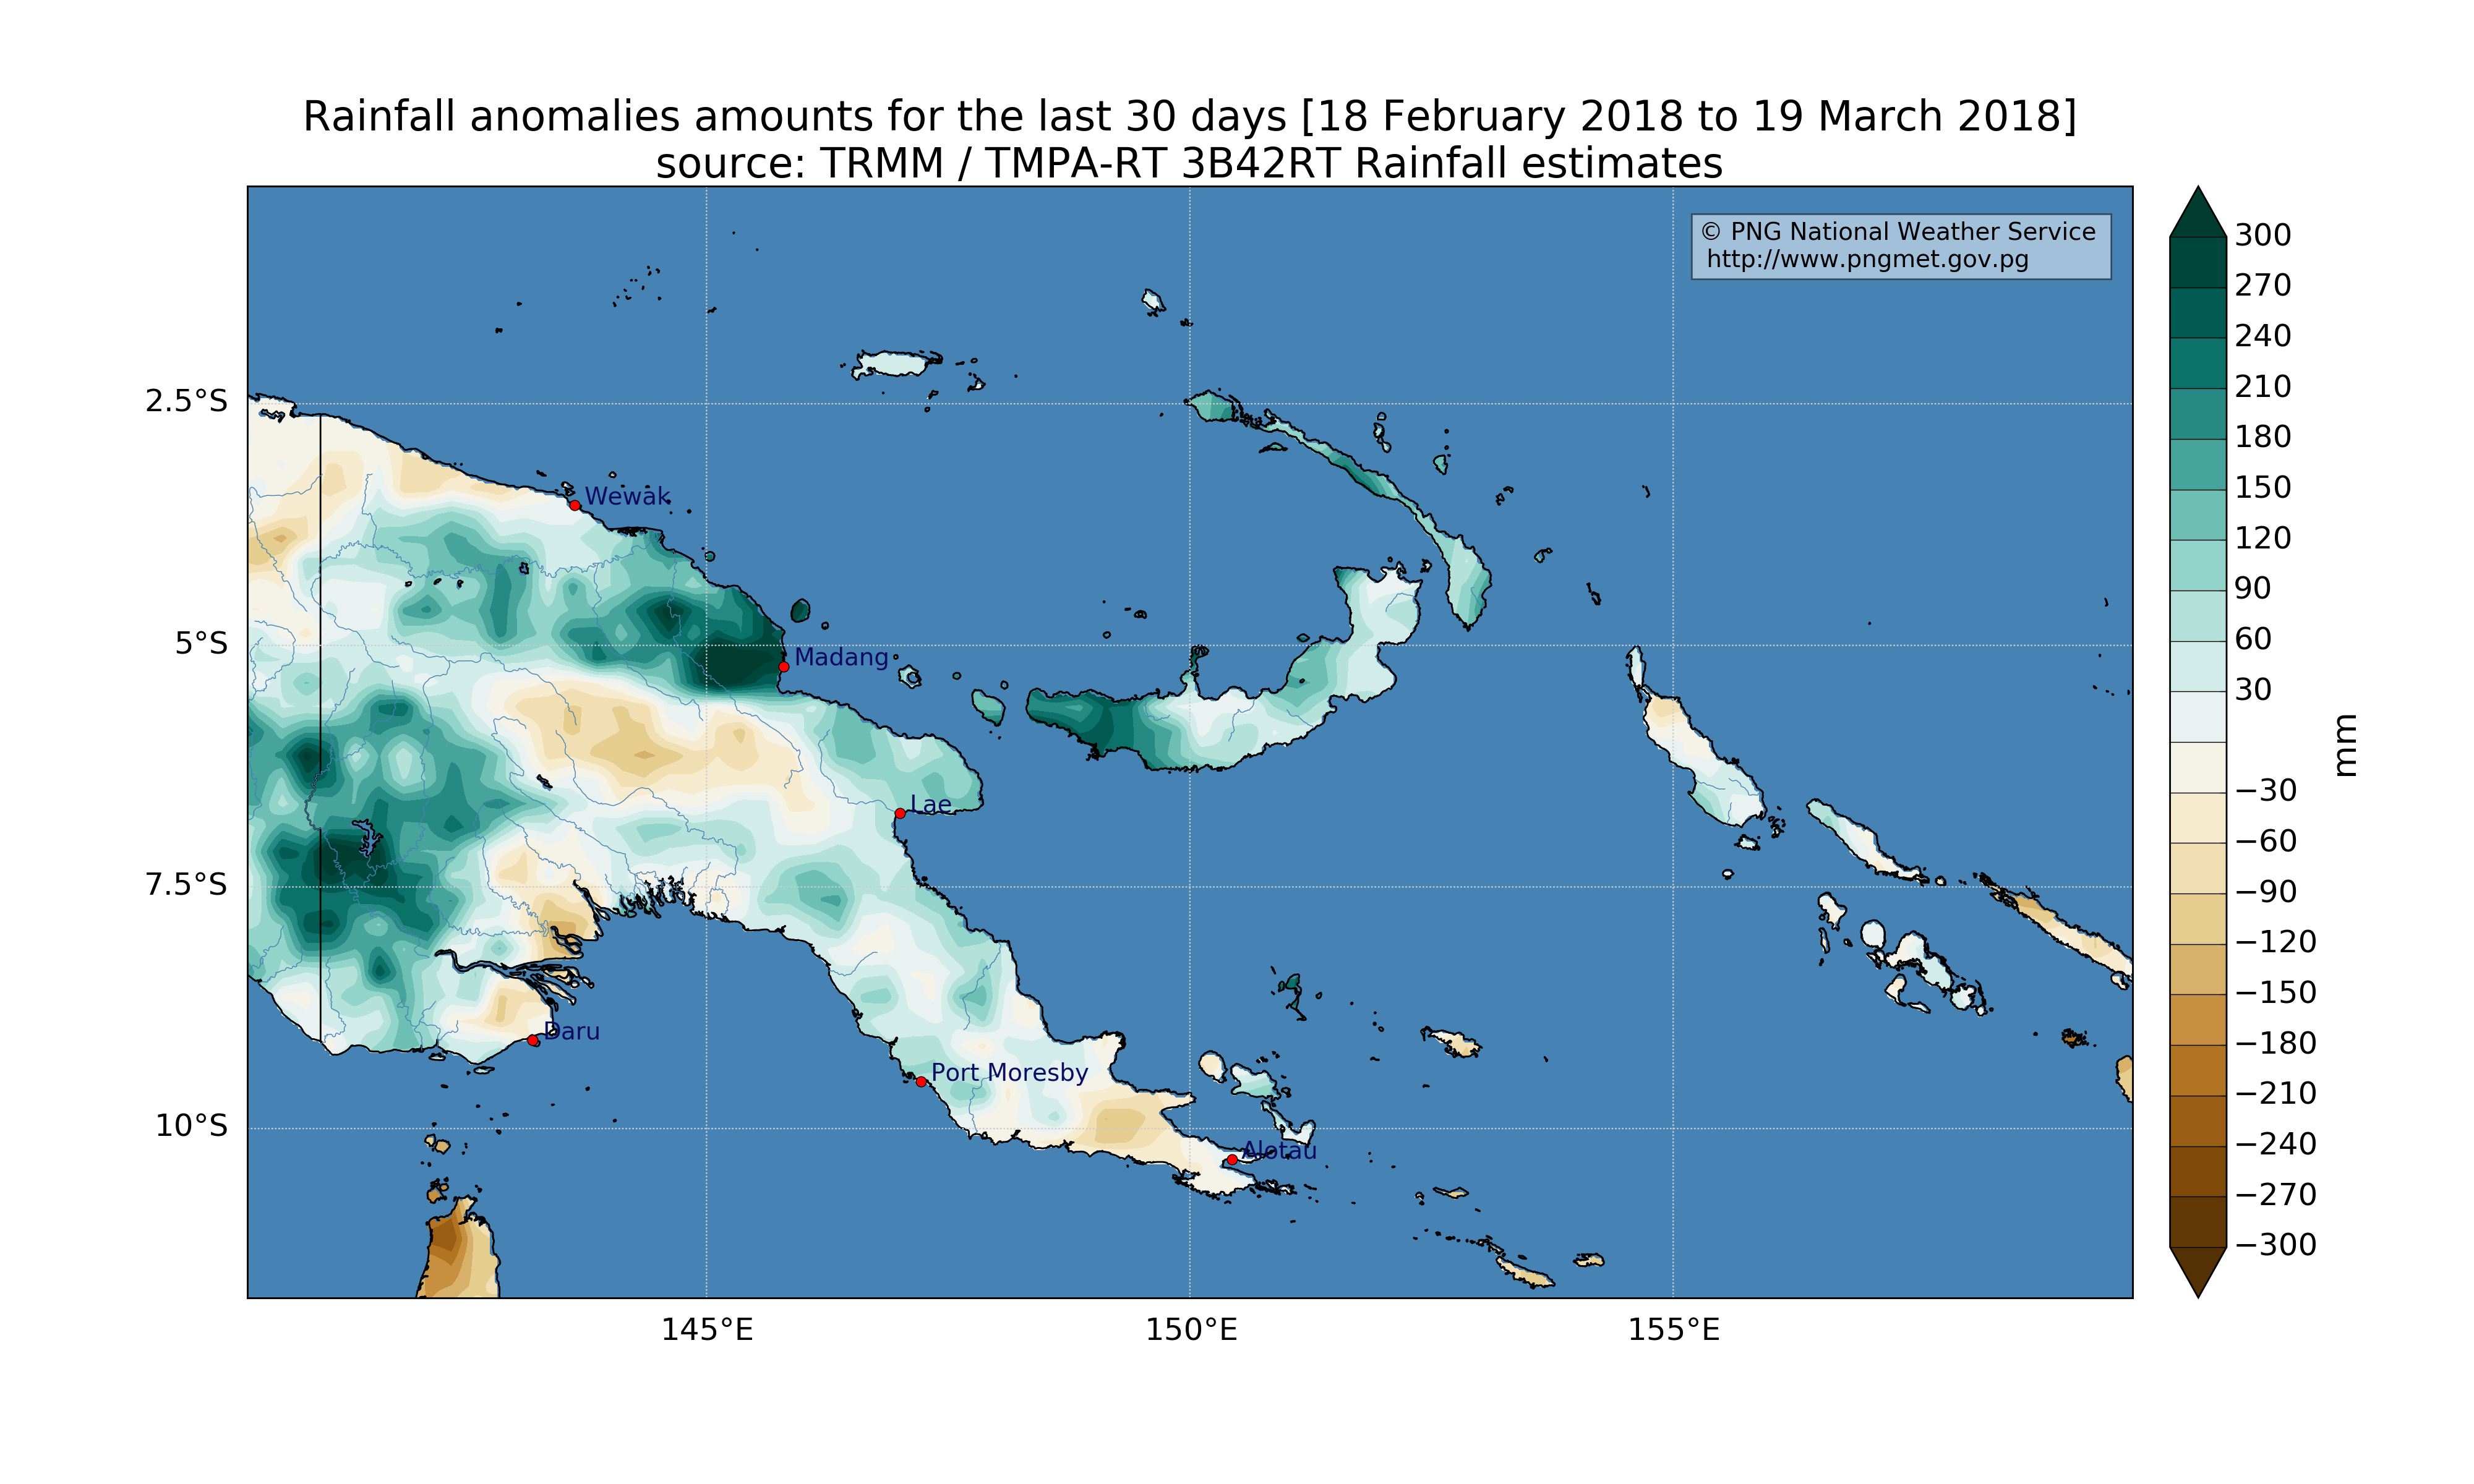 Rainfall anomalies amounts for the last 30 days [18 February 2018 to 19 March 2018]
source: TRMM / TMPA-RT 3B42RT Rainfall estimates
© PNG National Weather Service
http://www.pngmet.gov.pg
2.5°S
5°S
7.5°S
10°S
Wewak
Madang
Lae
Daru
Port Moresby
Alotau
145°E
150°E
155°E
300
270
240
210
180
150
120
90
60
30
−30
−60
−90
−120
−150
−180
−210
−240
−270
−300
mm